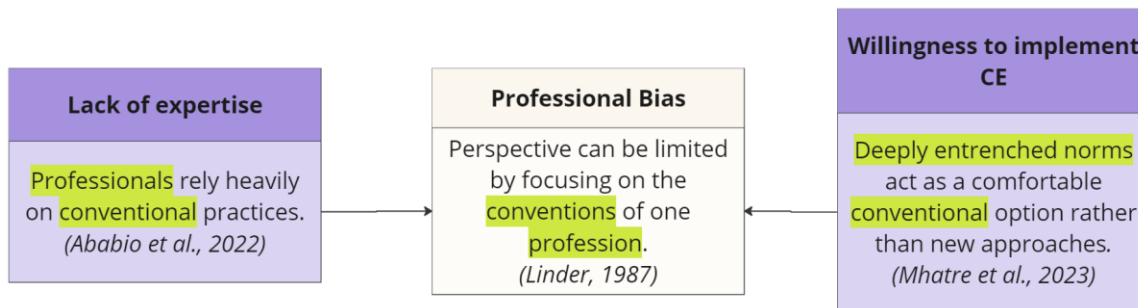 Lack of expertise
Professionals rely heavily
on conventional practices.
(Ababio et al., 2022)
Professional Bias
Perspective can be limited
by focusing on the
conventions of one
profession.
(Linder, 1987)
Willingness to implement
CE
Deeply entrenched norms
act as a comfortable
conventional option rather
than new approaches.
(Mhatre et al., 2023)